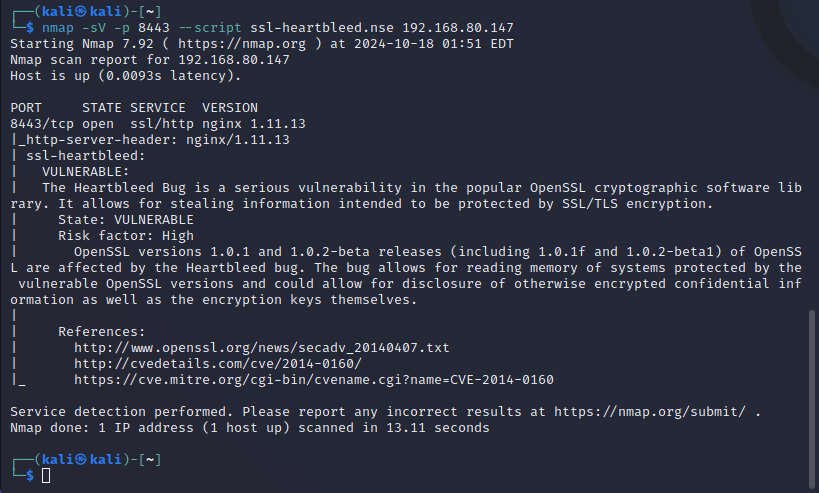 ┌──(kali㉿kali)-[~]
└─$ nmap -sV -p 8443 --script ssl-heartbleed.nse 192.168.80.147
Starting Nmap 7.92 ( https://nmap.org ) at 2024-10-18 01:51 EDT
Nmap scan report for 192.168.80.147
Host is up (0.0093s latency).

PORT     STATE SERVICE  VERSION
8443/tcp open  ssl/http nginx 1.11.13
|_http-server-header: nginx/1.11.13
| ssl-heartbleed:
|   VULNERABLE:
|   The Heartbleed Bug is a serious vulnerability in the popular OpenSSL cryptographic software lib
rary. It allows for stealing information intended to be protected by SSL/TLS encryption.
|     State: VULNERABLE
|     Risk factor: High
|       OpenSSL versions 1.0.1 and 1.0.2-beta releases (including 1.0.1f and 1.0.2-beta1) of OpenSS
L are affected by the Heartbleed bug. The bug allows for reading memory of systems protected by the
 vulnerable OpenSSL versions and could allow for disclosure of otherwise encrypted confidential inf
ormation as well as the encryption keys themselves.
|
|     References:
|       http://www.openssl.org/news/secadv_20140407.txt
|       http://cvedetails.com/cve/2014-0160/
|_      https://cve.mitre.org/cgi-bin/cvename.cgi?name=CVE-2014-0160

Service detection performed. Please report any incorrect results at https://nmap.org/submit/ .
Nmap done: 1 IP address (1 host up) scanned in 13.11 seconds

┌──(kali㉿kali)-[~]
└─$